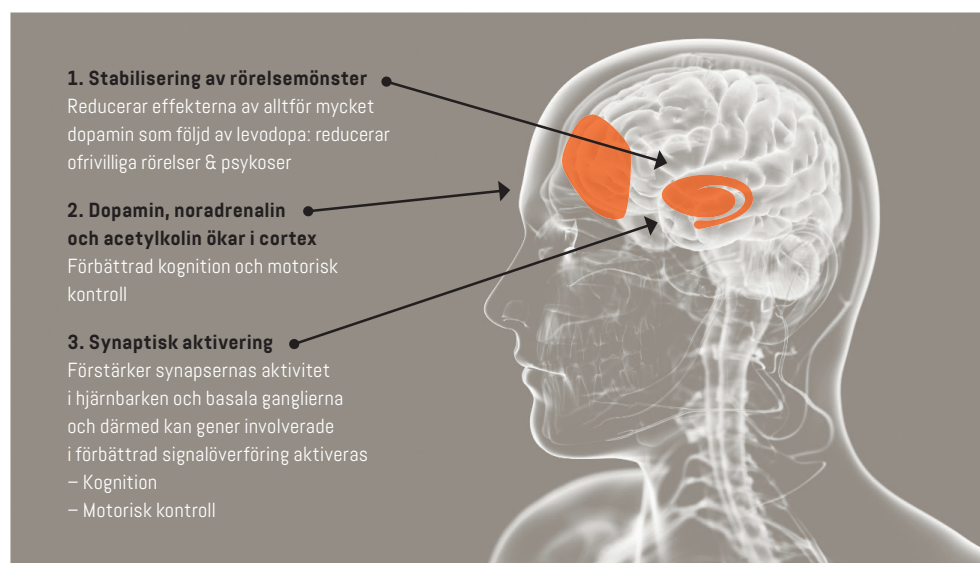 1. Stabilisering av rörelsemönster
Reducerar effekterna av alltför mycket
dopamin som följd av levodopa: reducerar
ofrivilliga rörelser & psykoser
2. Dopamin, noradrenalin
och acetylkolin ökar i cortex
Förbättrad kognition och motorisk
kontroll
3. Synaptisk aktivering
Förstärker synapsernas aktivitet
i hjärnbarken och basala ganglierna
och därmed kan gener involverade
i förbättrad signalöverföring aktiveras
– Kognition
– Motorisk kontroll